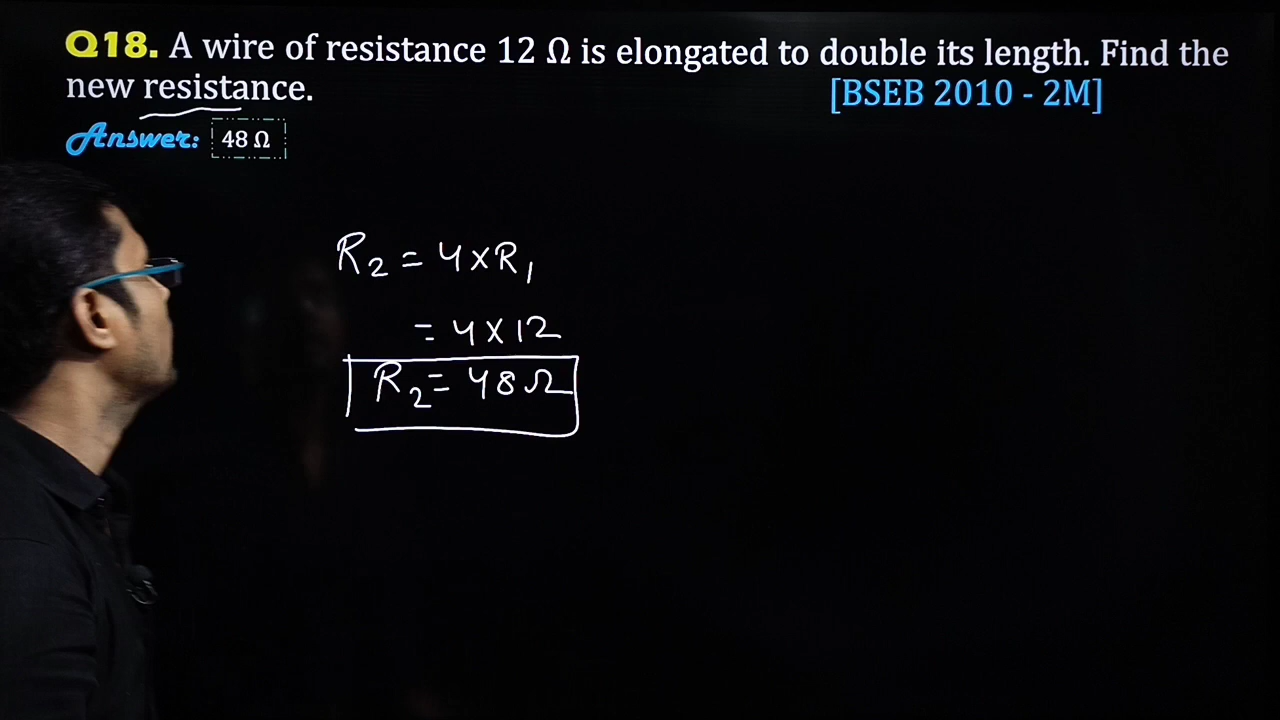 Q18. A wire of resistance 12 Ω is elongated to double its length. Find the
new resistance. [BSEB 2010 - 2M]
Answer: 48 Ω
R₂ = 4×R₁
= 4×12
R₂ = 48Ω